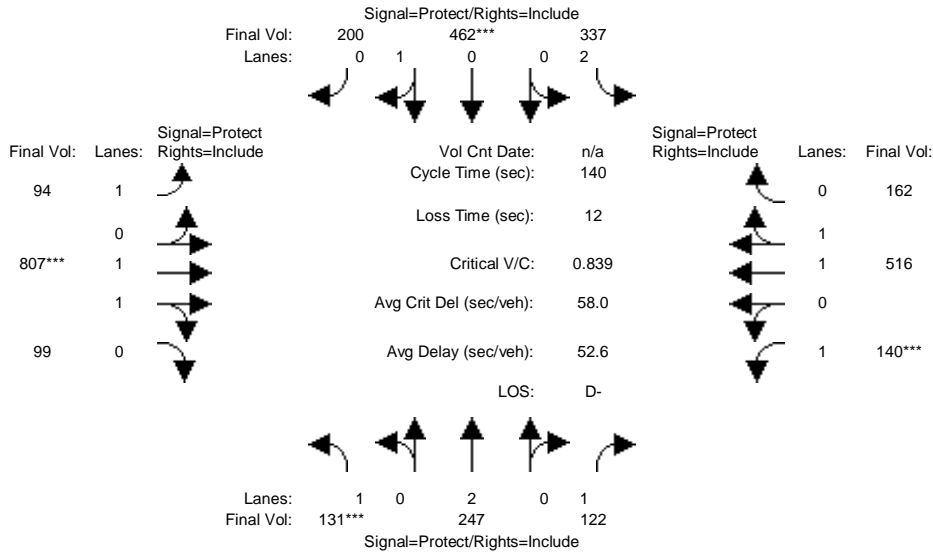 Signal=Protect/Rights=Include
Final Vol: 200 462*** 337
Lanes: 0 1 0 0 2
Signal=Protect
Final Vol: Lanes: Rights=Include
Vol Cnt Date: n/a
Signal=Protect
Rights=Include Lanes: Final Vol:
Cycle Time (sec): 140
94 1
0 162
Loss Time (sec): 12
0
1
807*** 1
Critical V/C: 0.839
1 516
1
Avg Crit Del (sec/veh): 58.0
0
99 0
Avg Delay (sec/veh): 52.6
1 140***
LOS: D-
Lanes: 1 0 2 0 1
Final Vol: 131*** 247 122
Signal=Protect/Rights=Include